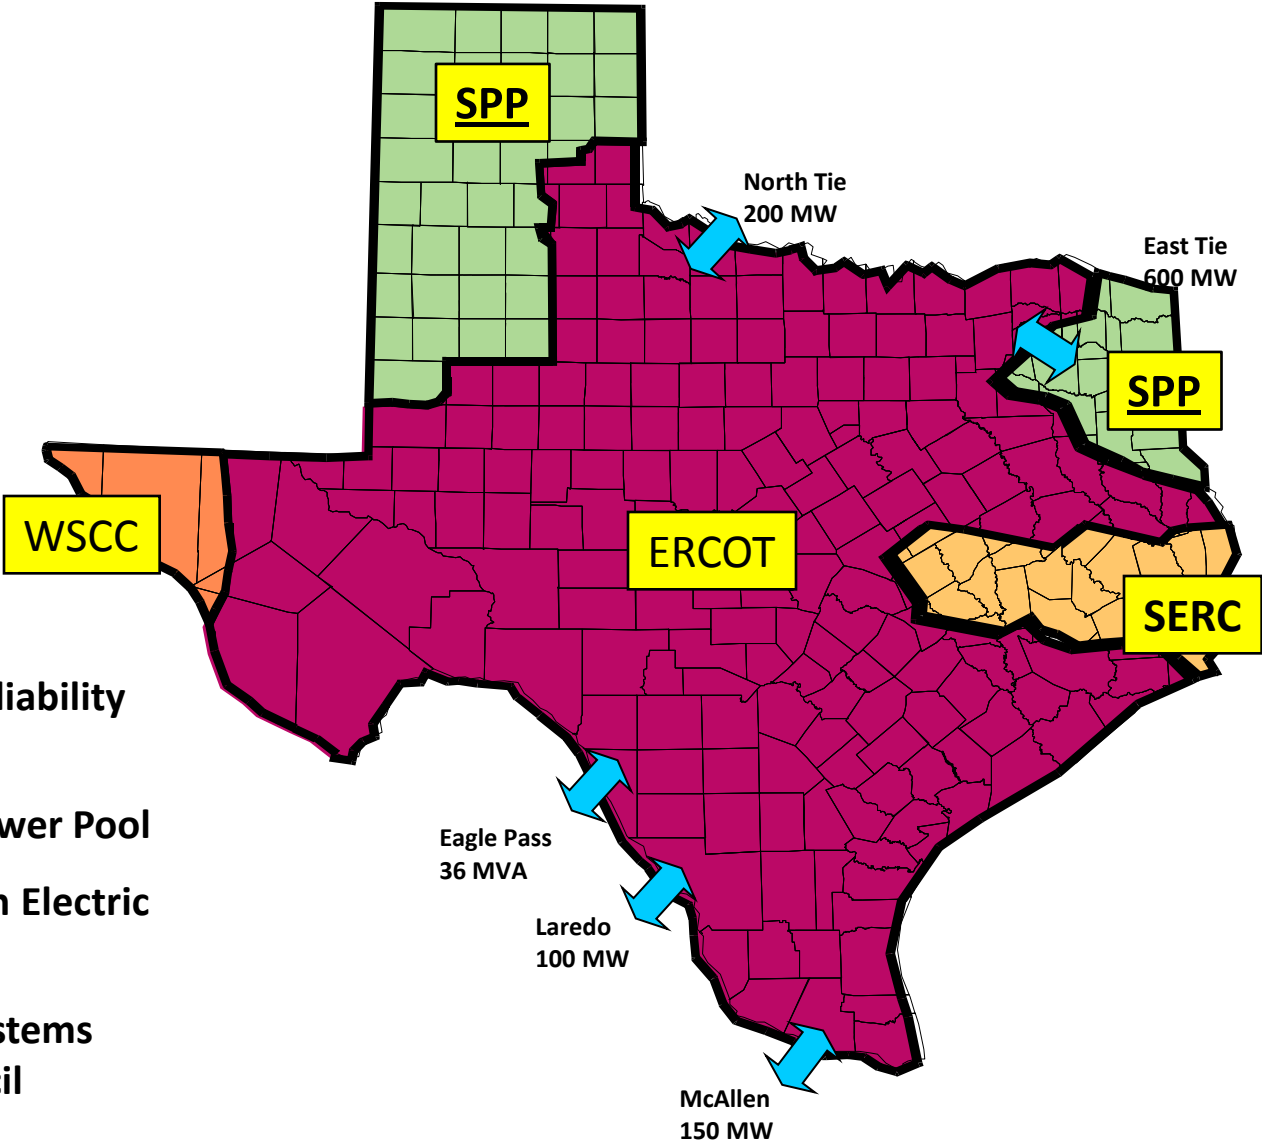 SPP
North Tie
200 MW
East Tie
600 MW
SPP
WSCC
ERCOT
SERC
liability
wer Pool
Eagle Pass
36 MVA
n Electric
Laredo
100 MW
stems
cil
McAllen
150 MW